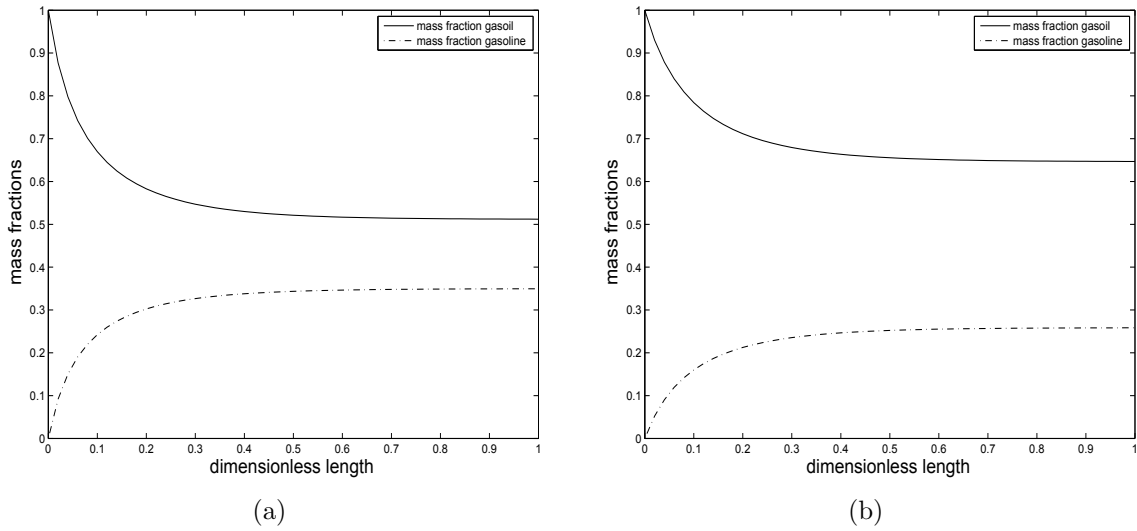 mass fraction gasoil
mass fraction gasoline
1
0.9
0.8
0.7
0.6
0.5
0.4
0.3
0.2
0.1
0
mass fractions
0 0.1 0.2 0.3 0.4 0.5 0.6 0.7 0.8 0.9 1
dimensionless length
(a)
mass fraction gasoil
mass fraction gasoline
1
0.9
0.8
0.7
0.6
0.5
0.4
0.3
0.2
0.1
0
mass fractions
0 0.1 0.2 0.3 0.4 0.5 0.6 0.7 0.8 0.9 1
dimensionless length
(b)